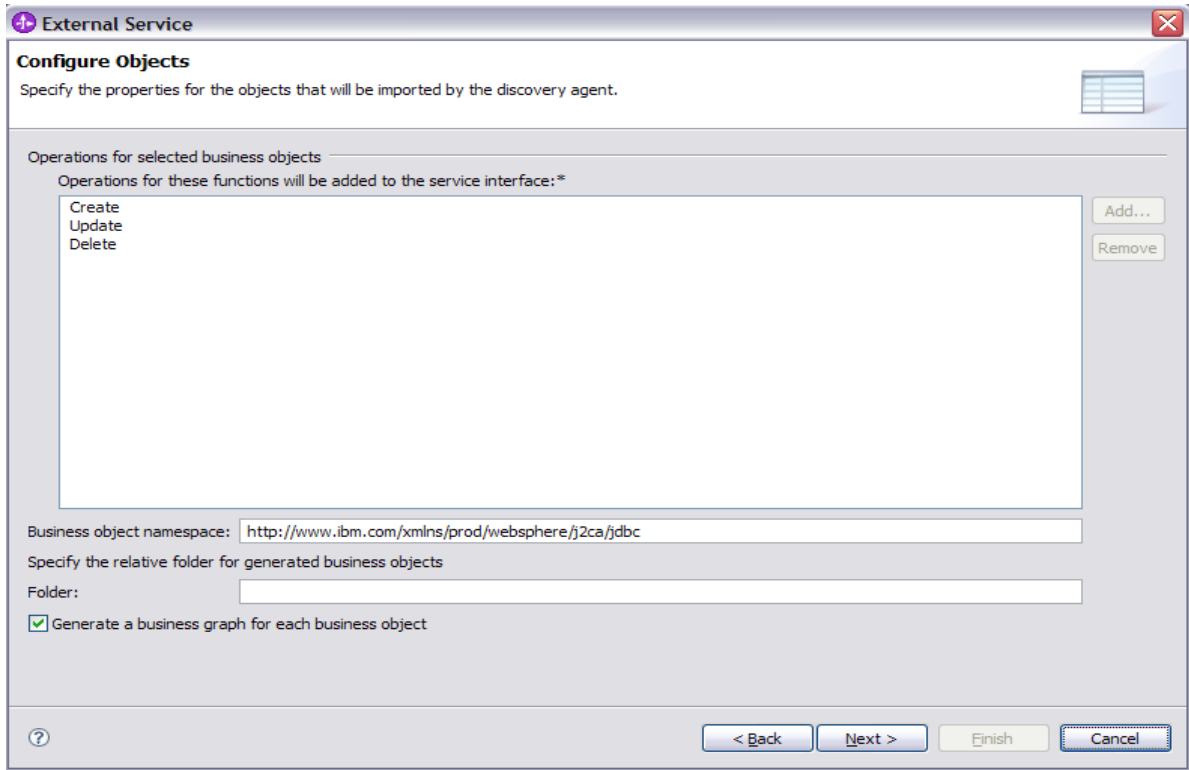 External Service
Configure Objects
Specify the properties for the objects that will be imported by the discovery agent.
Operations for selected business objects
Operations for these functions will be added to the service interface:*
Create
Update
Delete
Add...
Remove
Business object namespace: http://www.ibm.com/xmlns/prod/websphere/j2ca/jdbc
Specify the relative folder for generated business objects
Folder:
Generate a business graph for each business object
? < Back Next > Finish Cancel